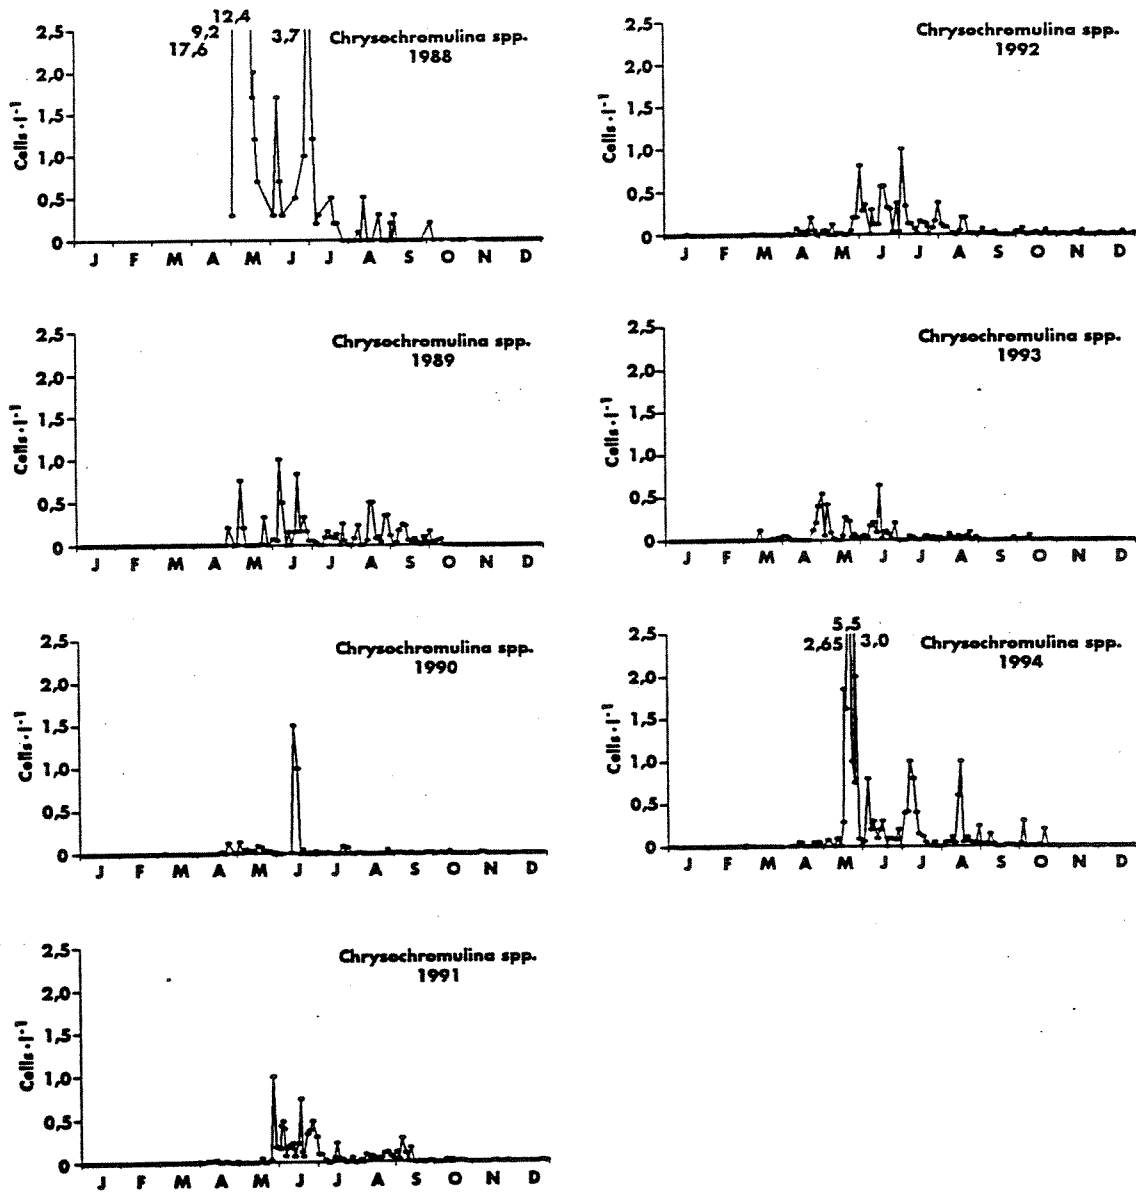 12,4
9,2
17,6
3,7
Chrysochromulina spp.
1988
2,5
2,0
1,5
1,0
0,5
0
Cells·l⁻¹
J F M A M J J A S O N D
Chrysochromulina spp.
1989
2,5
2,0
1,5
1,0
0,5
0
Cells·l⁻¹
J F M A M J J A S O N D
Chrysochromulina spp.
1990
2,5
2,0
1,5
1,0
0,5
0
Cells·l⁻¹
J F M A M J J A S O N D
Chrysochromulina spp.
1991
2,5
2,0
1,5
1,0
0,5
0
Cells·l⁻¹
J F M A M J J A S O N D
Chrysochromulina spp.
1992
2,5
2,0
1,5
1,0
0,5
0
Cells·l⁻¹
J F M A M J J A S O N D
Chrysochromulina spp.
1993
2,5
2,0
1,5
1,0
0,5
0
Cells·l⁻¹
J F M A M J J A S O N D
5,5
2,65
3,0
Chrysochromulina spp.
1994
2,5
2,0
1,5
1,0
0,5
0
Cells·l⁻¹
J F M A M J J A S O N D